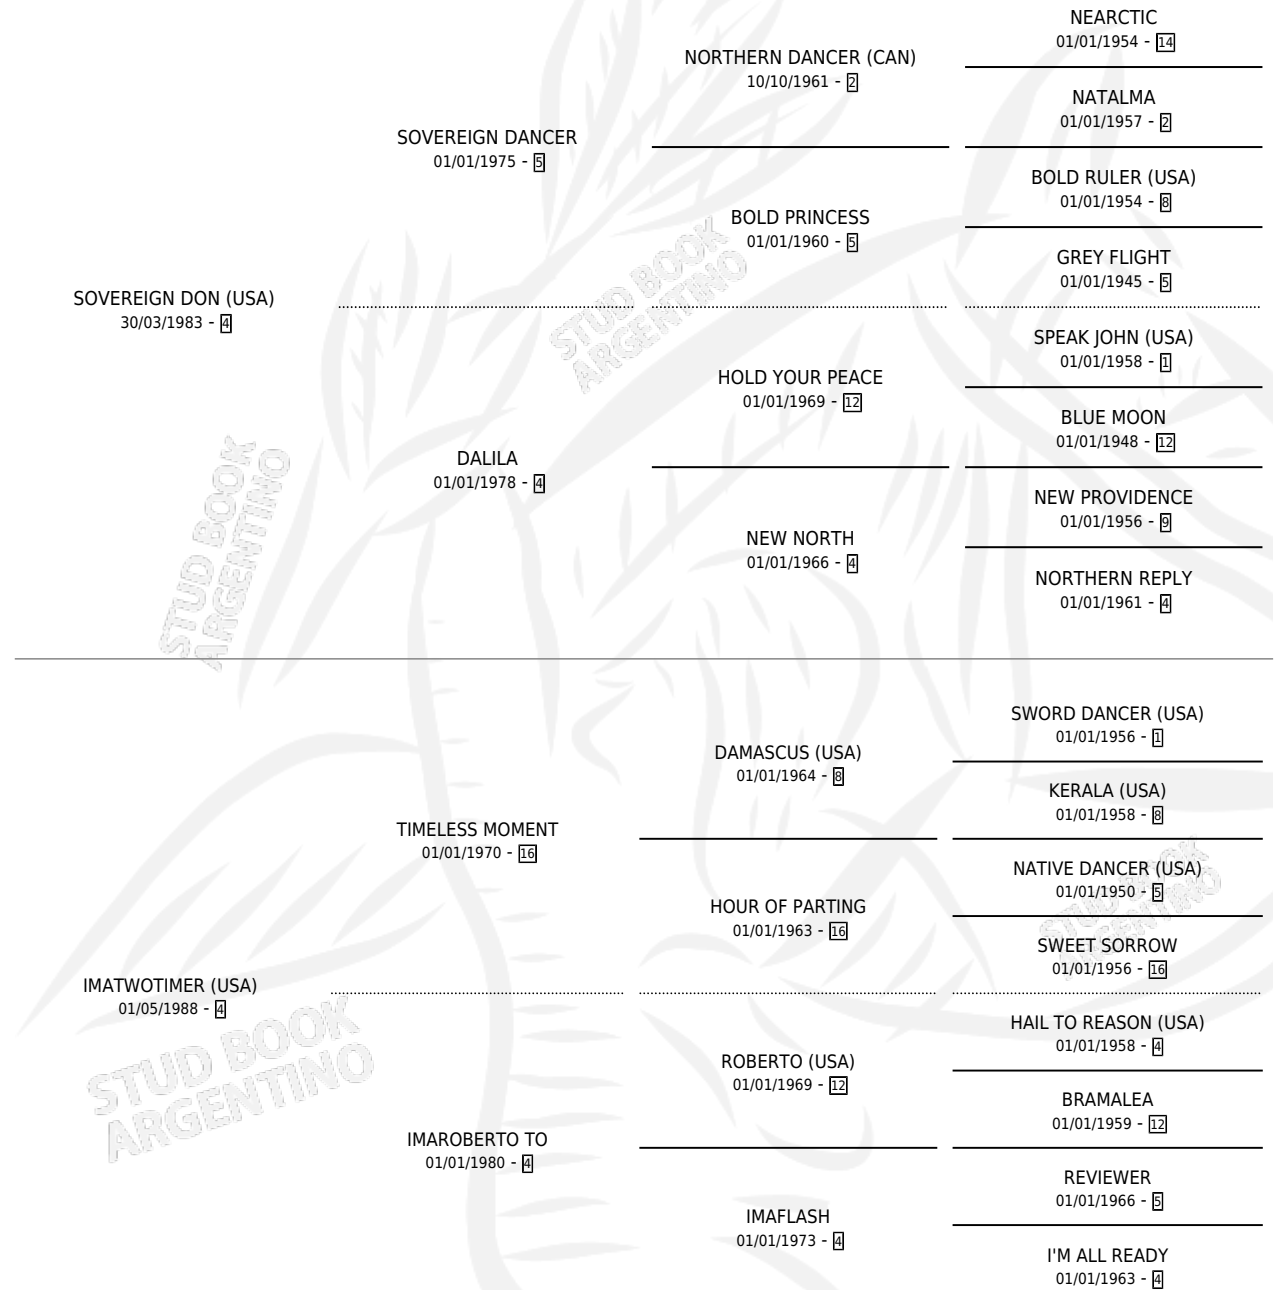 NEARCTIC
01/01/1954 - 14
NORTHERN DANCER (CAN)
10/10/1961 - 2
NATALMA
01/01/1957 - 2
SOVEREIGN DANCER
01/01/1975 - 5
BOLD RULER (USA)
01/01/1954 - 8
BOLD PRINCESS
01/01/1960 - 5
GREY FLIGHT
01/01/1945 - 5
SOVEREIGN DON (USA)
30/03/1983 - 4
STUD BOOK
ARGENTINO
SPEAK JOHN (USA)
01/01/1958 - 1
HOLD YOUR PEACE
01/01/1969 - 12
BLUE MOON
01/01/1948 - 12
DALILA
01/01/1978 - 4
NEW PROVIDENCE
01/01/1956 - 9
NEW NORTH
01/01/1966 - 4
NORTHERN REPLY
01/01/1961 - 4
STUD BOOK
ARGENTINO
SWORD DANCER (USA)
01/01/1956 - 1
DAMASCUS (USA)
01/01/1964 - 8
KERALA (USA)
01/01/1958 - 8
TIMELESS MOMENT
01/01/1970 - 16
NATIVE DANCER (USA)
01/01/1950 - 5
HOUR OF PARTING
01/01/1963 - 16
STUD BOOK
ARGENTINO
SWEET SORROW
01/01/1956 - 16
IMATWOTIMER (USA)
01/05/1988 - 4
HAIL TO REASON (USA)
01/01/1958 - 4
ROBERTO (USA)
01/01/1969 - 12
STUD BOOK
ARGENTINO
BRAMALEA
01/01/1959 - 12
IMAROBERTO TO
01/01/1980 - 4
REVIEWER
01/01/1966 - 5
IMAFLASH
01/01/1973 - 4
I'M ALL READY
01/01/1963 - 4